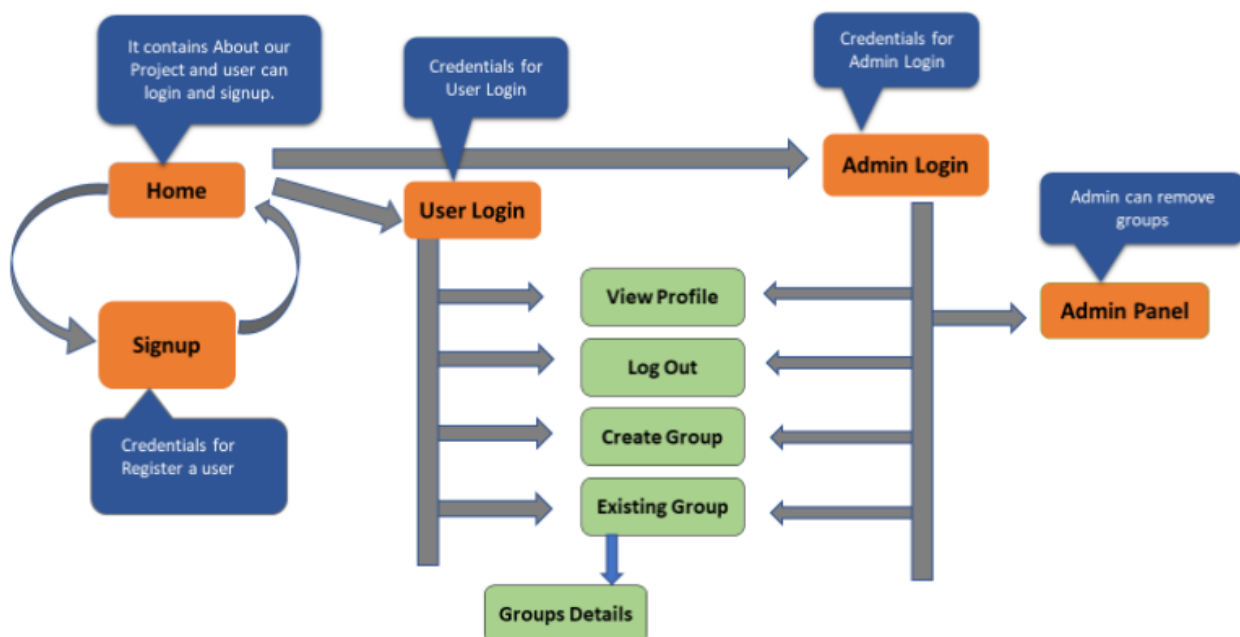 It contains About our
Project and user can
login and signup.
Credentials for
User Login
Credentials for
Admin Login
Home
User Login
Admin Login
Admin can remove
groups
View Profile
Admin Panel
Signup
Log Out
Credentials for
Register a user
Create Group
Existing Group
Groups Details